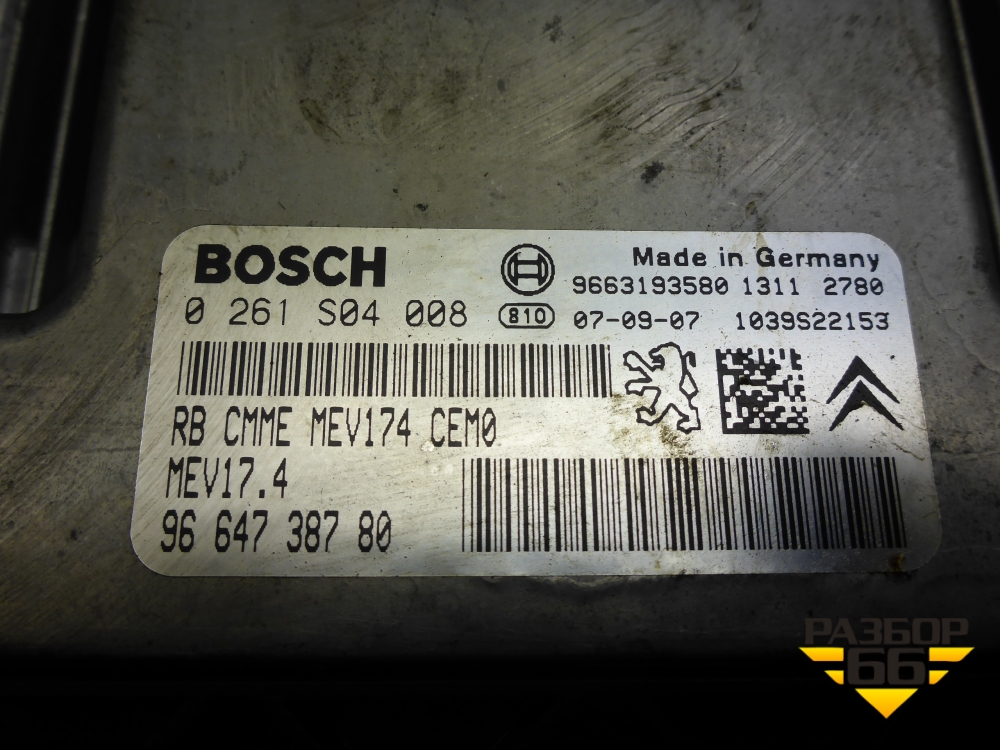 BOSCH
Made in Germany
9663193580 1311 2780
0 261 S04 008
810 07-09-07 1039S22153
RB CMME MEV174 CEM0
MEV17.4
96 647 387 80
РАЗБОР
66